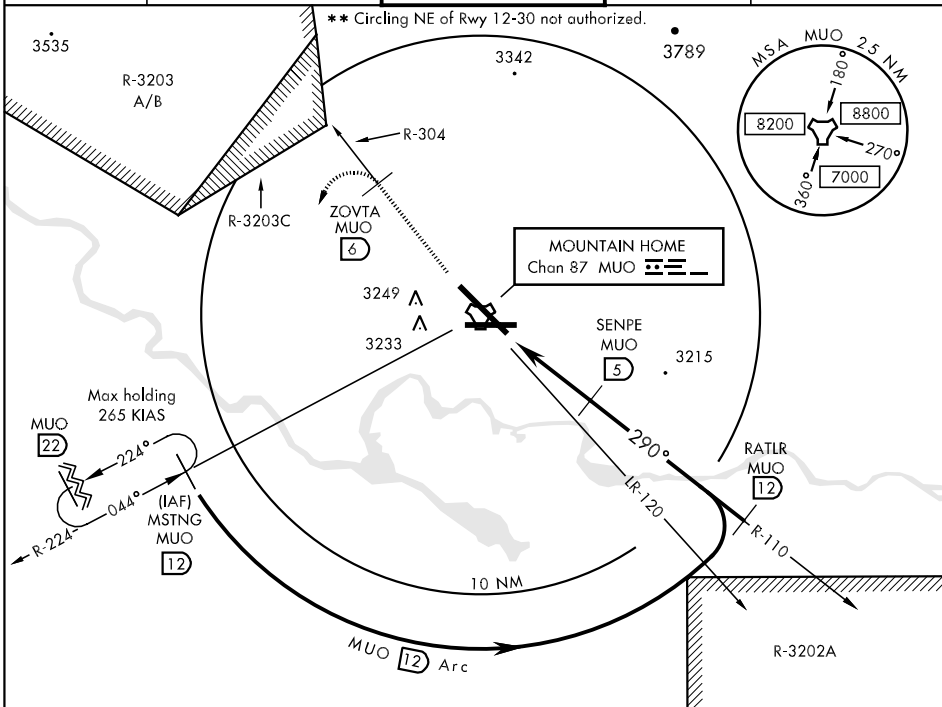 ** Circling NE of Rwy 12-30 not authorized.
3535
R-3203
A/B
3342
3789
MSA MUO 25 NM
180°
8200
8800
270°
360°
7000
R-304
R-3203C
ZOVTA
MUO
6
MOUNTAIN HOME
Chan 87 MUO
3249
3233
SENPE
MUO
5
3215
Max holding
265 KIAS
MUO
22
224°
044°
R-224
(IAF)
MSTNG
MUO
12
290°
RATLR
MUO
12
LR-120
R-110
10 NM
MUO 12 Arc
R-3202A